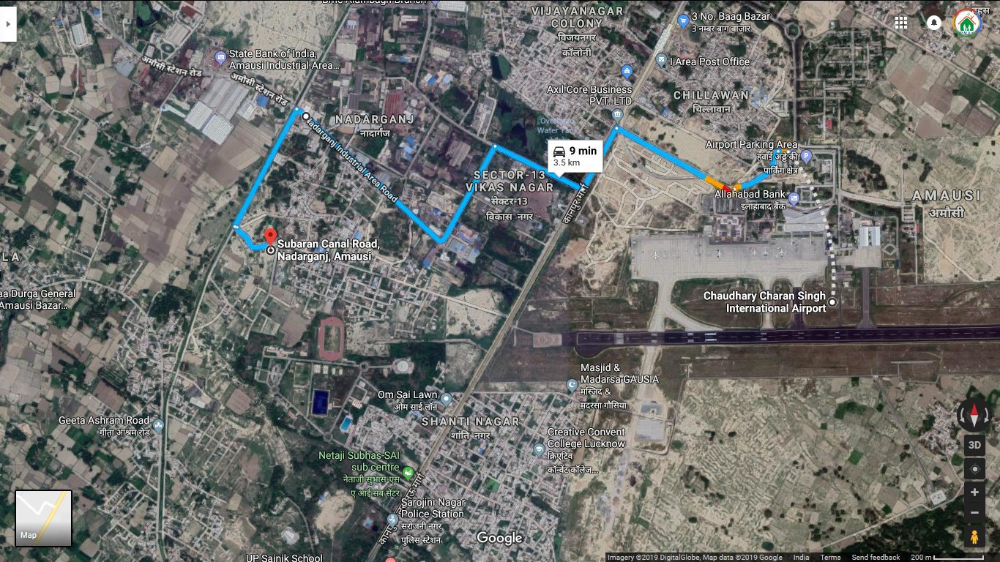 VIJAYANAGAR
COLONY
विजयनगर
कॉलोनी
3 No. Baag Bazar
3 नम्बर बाग बाजार
State Bank of India,
Amausi Industrial Area...
अमौसी स्टेशन रोड
अमौसी स्टेशन रोड
I Area Post Office
Axil Core Business
PVT. LTD
CHILLAWAN
चिल्लावान
NADARGANJ
नादारगंज
Nadarganj Industrial Area Road
Water Tank
9 min
3.5 km
Airport Parking Area
हवाई अड्डे की
पार्किंग क्षेत्र
SECTOR-13
VIKAS NAGAR
सेक्टर-13
विकास नगर
कानपुर मार्ग
Allahabad Bank
इलाहाबाद बैंक
AMAUSI
अमौसी
Subaran Canal Road,
Nadarganj, Amausi
LA
aa Durga General
Amausi Bazar...
Chaudhary Charan Singh
International Airport
Masjid &
Madarsa GAUSIA
मस्जिद &
मदरसा गौसिया
Om Sai Lawn
ओम साई लॉन
SHANTI NAGAR
शांति नगर
Geeta Ashram Road
गीता आश्रम रोड
Creative Convent
College Lucknow
क्रिएटिव
कॉन्वेंट कॉलेज...
Netaji Subhas-SAI
sub centre
नेताजी सुभास-एस
ए आई सब सेंटर
Sarojini Nagar
Police Station
सरोजनी नगर
पुलिस स्टेशन
UP Sainik School
3D
Map
Google
Imagery ©2019 DigitalGlobe, Map data ©2019 Google India Terms Send feedback 200 m